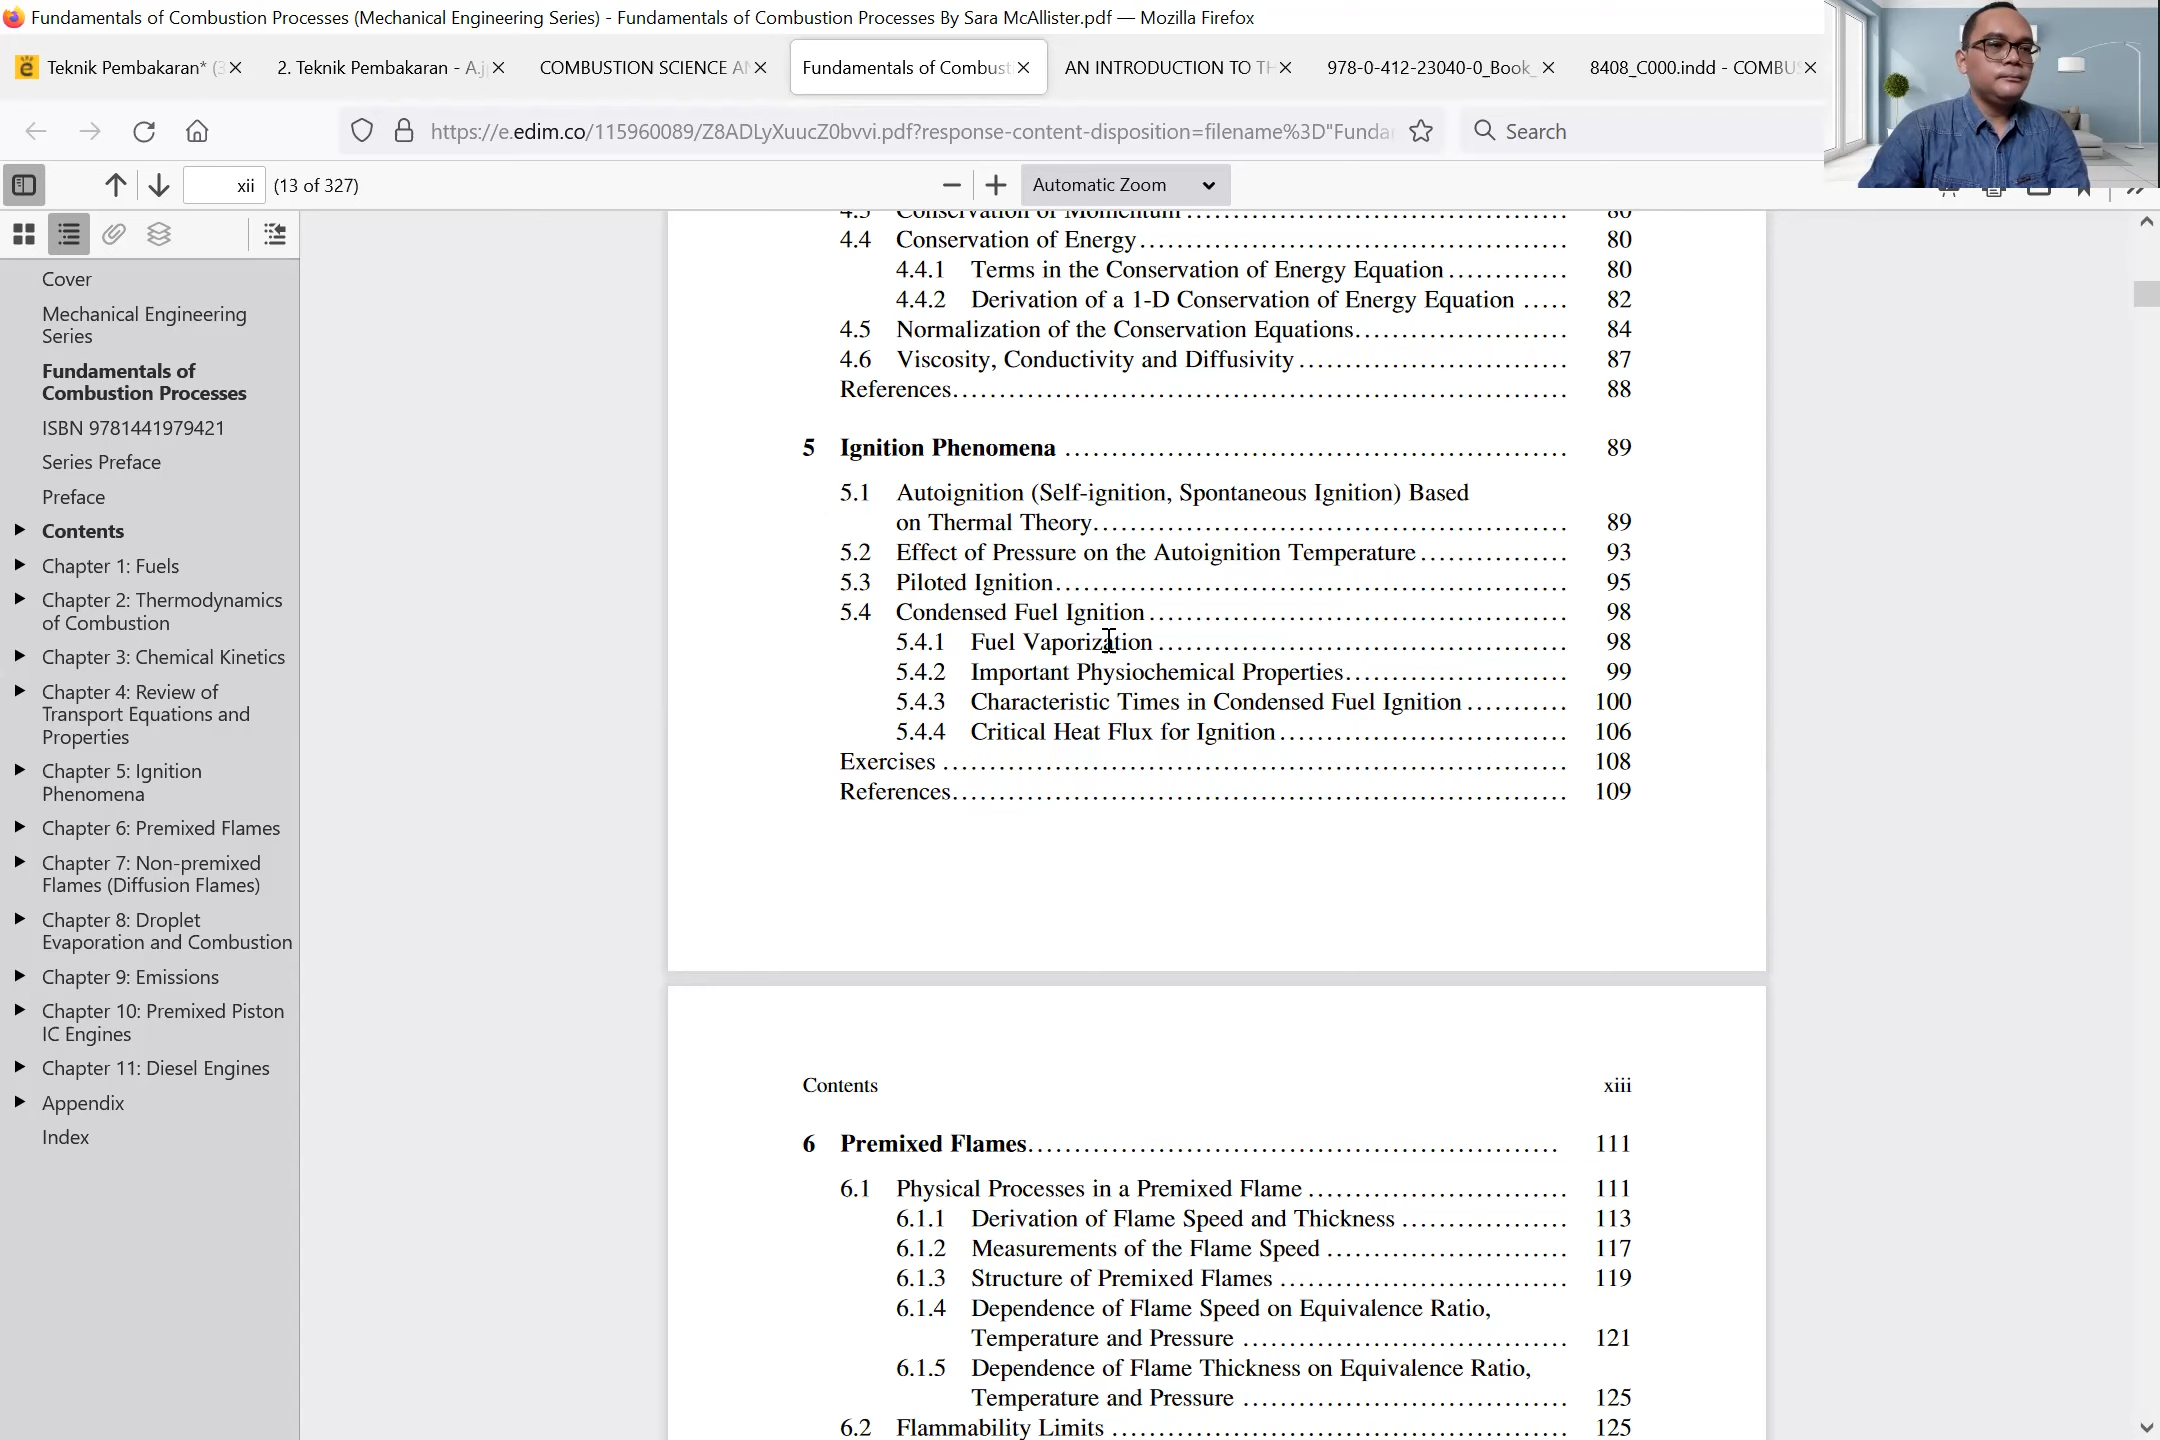 Fundamentals of Combustion Processes (Mechanical Engineering Series) - Fundamentals of Combustion Processes By Sara McAllister.pdf — Mozilla Firefox
Teknik Pembakaran*
2. Teknik Pembakaran - A.j
COMBUSTION SCIENCE A
Fundamentals of Combust
AN INTRODUCTION TO TH
978-0-412-23040-0_Book_
8408_C000.indd - COMBUS
https://e.edim.co/115960089/Z8ADLyXuucZ0bvvi.pdf?response-content-disposition=filename%3D"Funda
Search
xii (13 of 327)
Automatic Zoom
Cover
Mechanical Engineering
Series
Fundamentals of
Combustion Processes
ISBN 9781441979421
Series Preface
Preface
Contents
Chapter 1: Fuels
Chapter 2: Thermodynamics
of Combustion
Chapter 3: Chemical Kinetics
Chapter 4: Review of
Transport Equations and
Properties
Chapter 5: Ignition
Phenomena
Chapter 6: Premixed Flames
Chapter 7: Non-premixed
Flames (Diffusion Flames)
Chapter 8: Droplet
Evaporation and Combustion
Chapter 9: Emissions
Chapter 10: Premixed Piston
IC Engines
Chapter 11: Diesel Engines
Appendix
Index
4.3 Conservation of Momentum 80
4.4 Conservation of Energy 80
4.4.1 Terms in the Conservation of Energy Equation 80
4.4.2 Derivation of a 1-D Conservation of Energy Equation 82
4.5 Normalization of the Conservation Equations 84
4.6 Viscosity, Conductivity and Diffusivity 87
References 88
5 Ignition Phenomena 89
5.1 Autoignition (Self-ignition, Spontaneous Ignition) Based
on Thermal Theory 89
5.2 Effect of Pressure on the Autoignition Temperature 93
5.3 Piloted Ignition 95
5.4 Condensed Fuel Ignition 98
5.4.1 Fuel Vaporization 98
5.4.2 Important Physiochemical Properties 99
5.4.3 Characteristic Times in Condensed Fuel Ignition 100
5.4.4 Critical Heat Flux for Ignition 106
Exercises 108
References 109
Contents xiii
6 Premixed Flames 111
6.1 Physical Processes in a Premixed Flame 111
6.1.1 Derivation of Flame Speed and Thickness 113
6.1.2 Measurements of the Flame Speed 117
6.1.3 Structure of Premixed Flames 119
6.1.4 Dependence of Flame Speed on Equivalence Ratio,
Temperature and Pressure 121
6.1.5 Dependence of Flame Thickness on Equivalence Ratio,
Temperature and Pressure 125
6.2 Flammability Limits 125